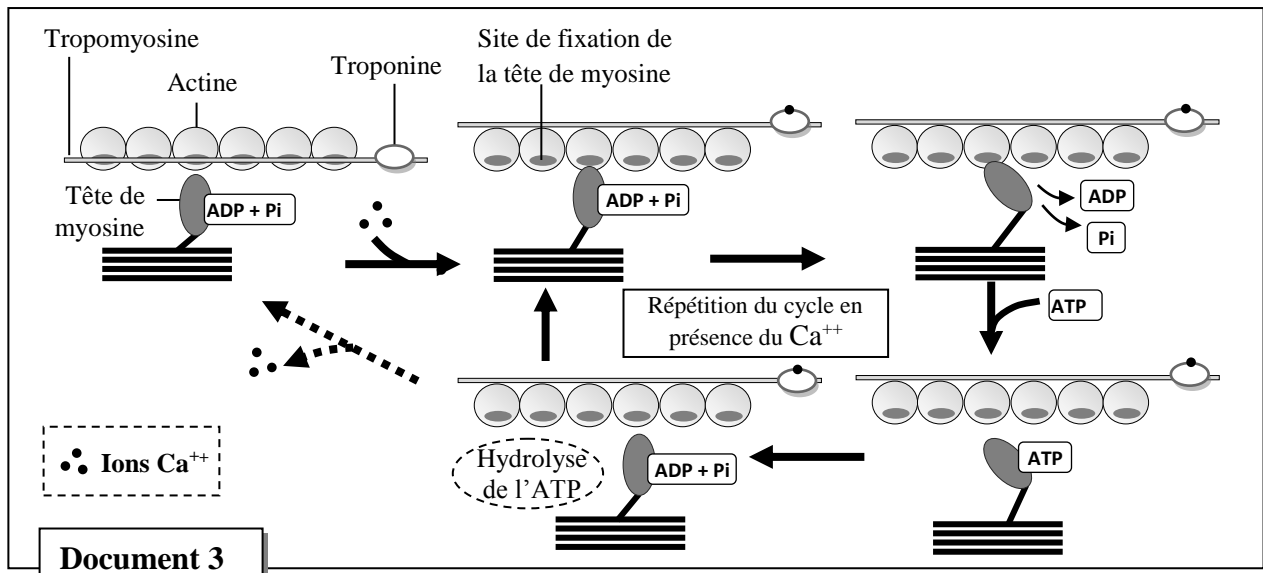 Tropomyosine
Actine
Troponine
Site de fixation de
la tête de myosine
Tête de
myosine
ADP + Pi
ADP + Pi
ADP
Pi
Répétition du cycle en
présence du Ca⁺⁺
ATP
Ions Ca⁺⁺
Hydrolyse
de l’ATP
ADP + Pi
ATP
Document 3